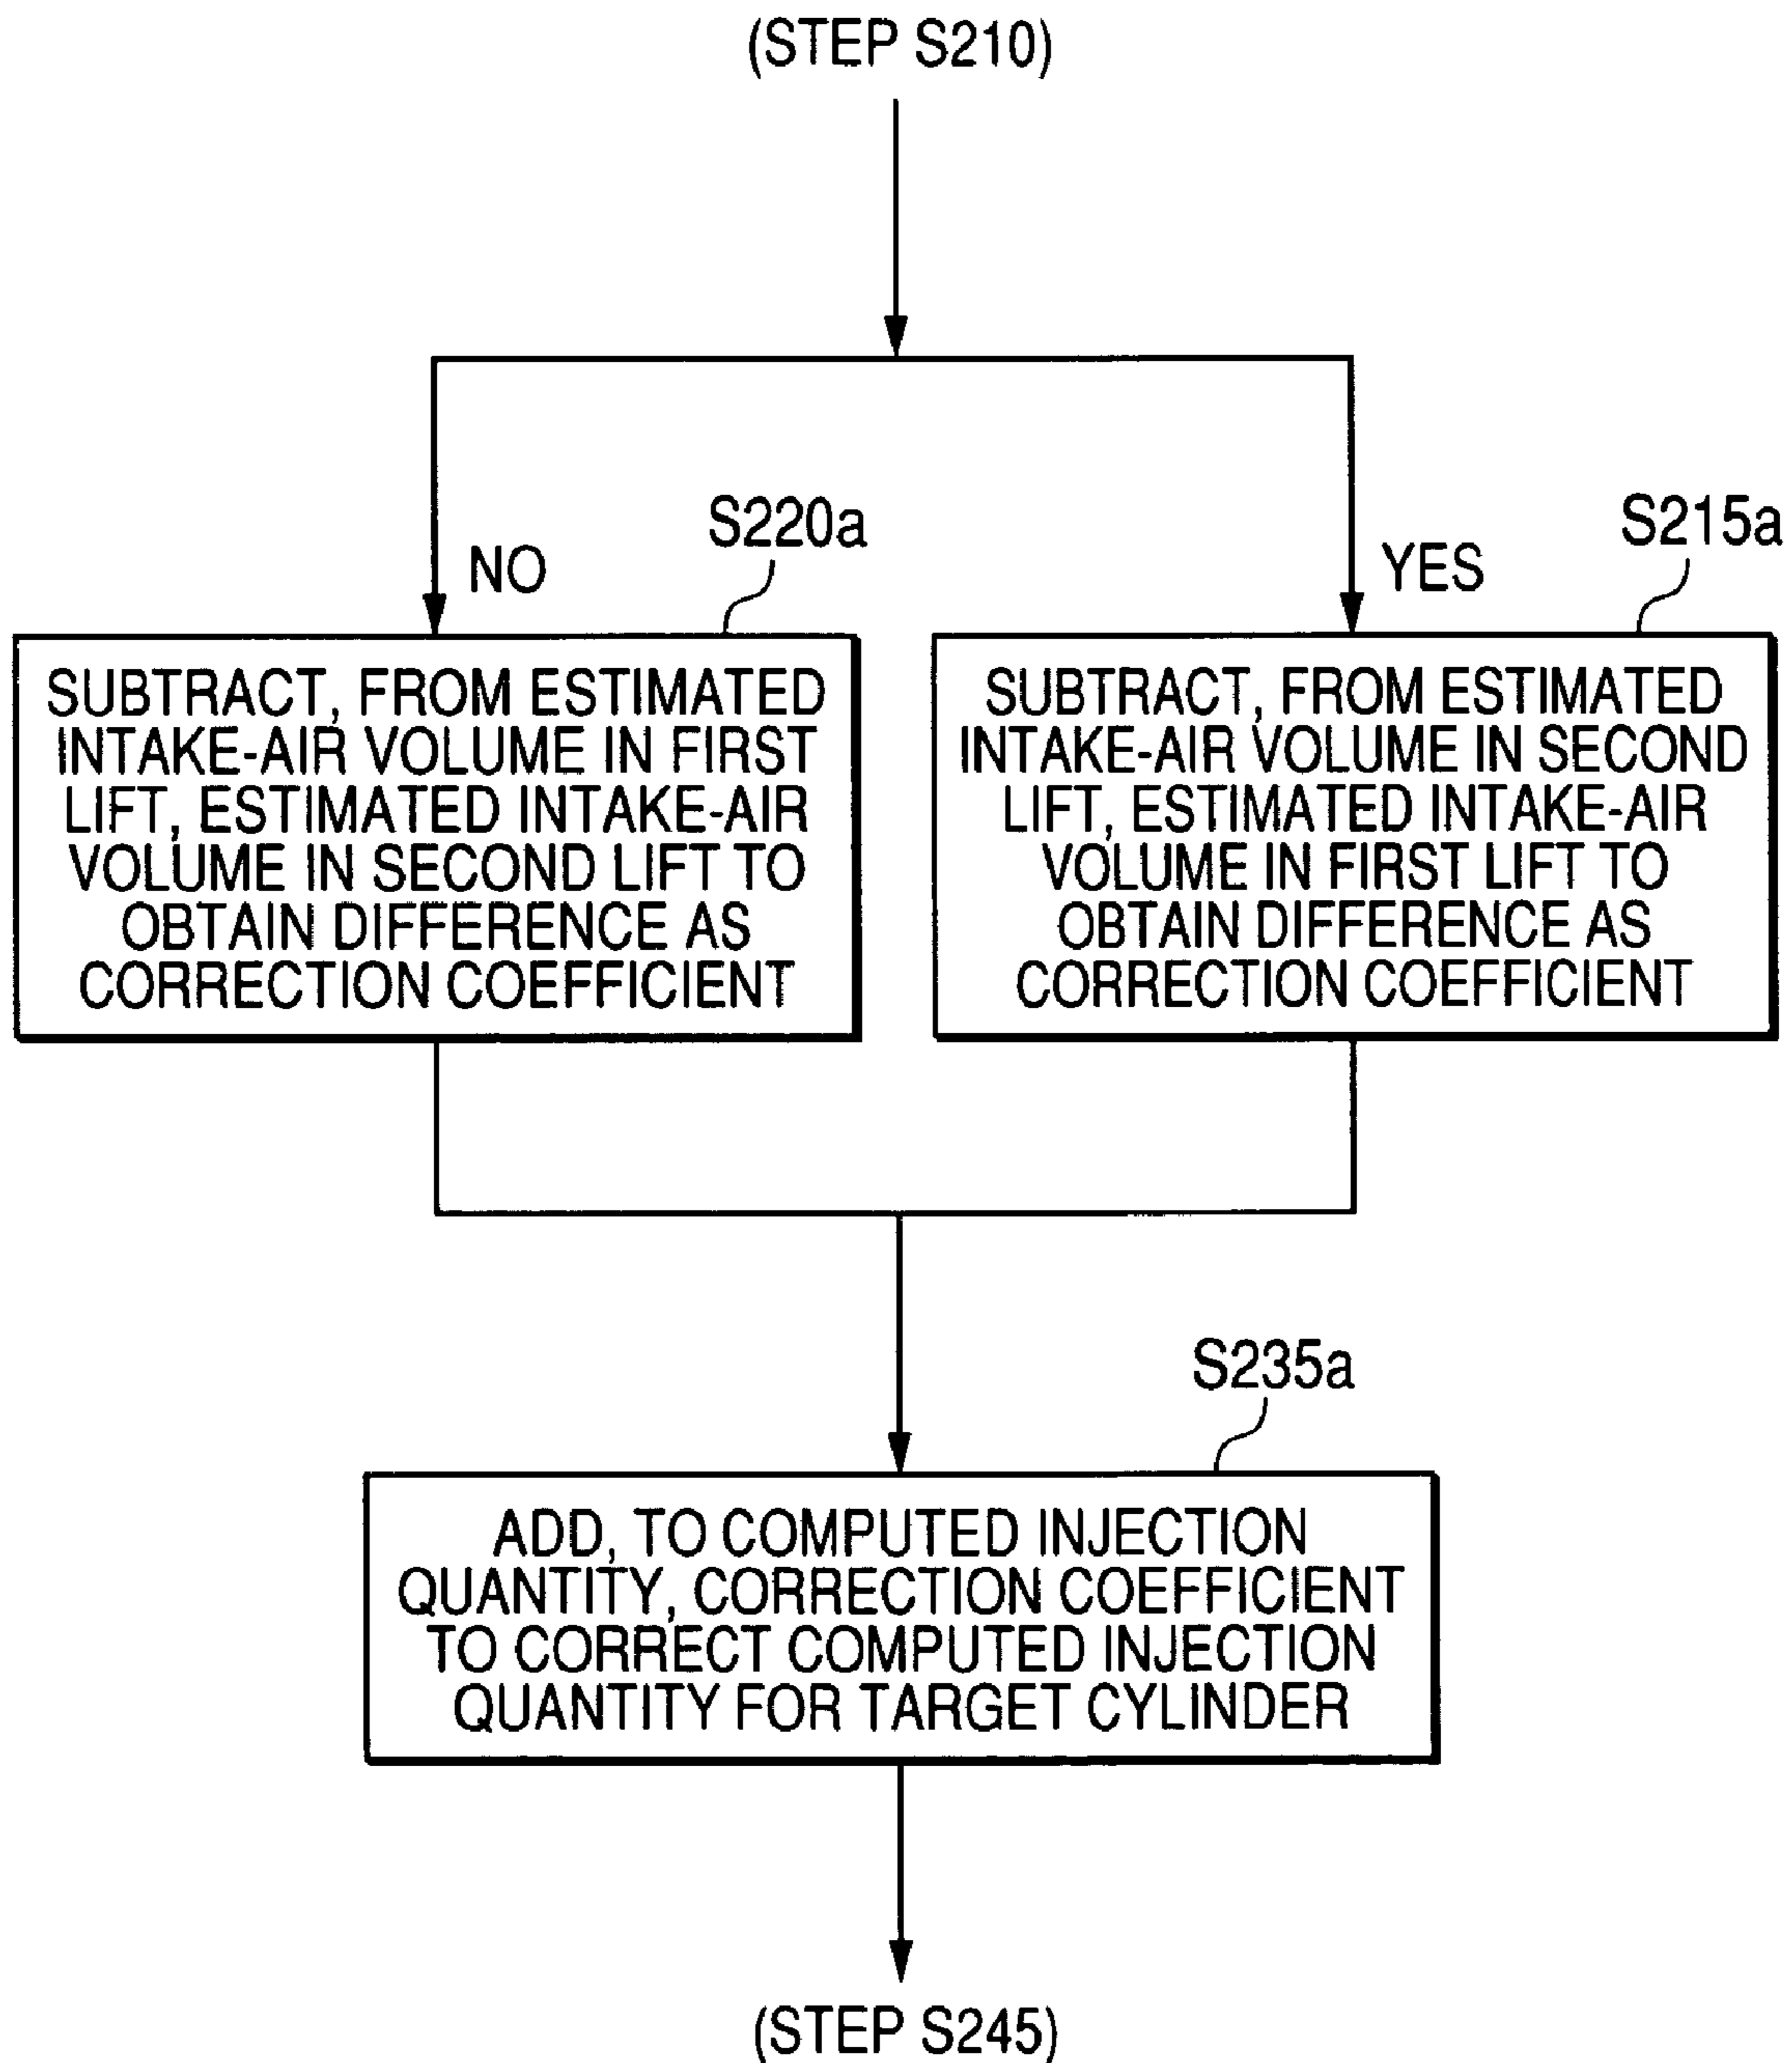 (STEP S210)
NO
S220a
YES
S215a
SUBTRACT, FROM ESTIMATED
INTAKE-AIR VOLUME IN FIRST
LIFT, ESTIMATED INTAKE-AIR
VOLUME IN SECOND LIFT TO
OBTAIN DIFFERENCE AS
CORRECTION COEFFICIENT
SUBTRACT, FROM ESTIMATED
INTAKE-AIR VOLUME IN SECOND
LIFT, ESTIMATED INTAKE-AIR
VOLUME IN FIRST LIFT TO
OBTAIN DIFFERENCE AS
CORRECTION COEFFICIENT
S235a
ADD, TO COMPUTED INJECTION
QUANTITY, CORRECTION COEFFICIENT
TO CORRECT COMPUTED INJECTION
QUANTITY FOR TARGET CYLINDER
(STEP S245)